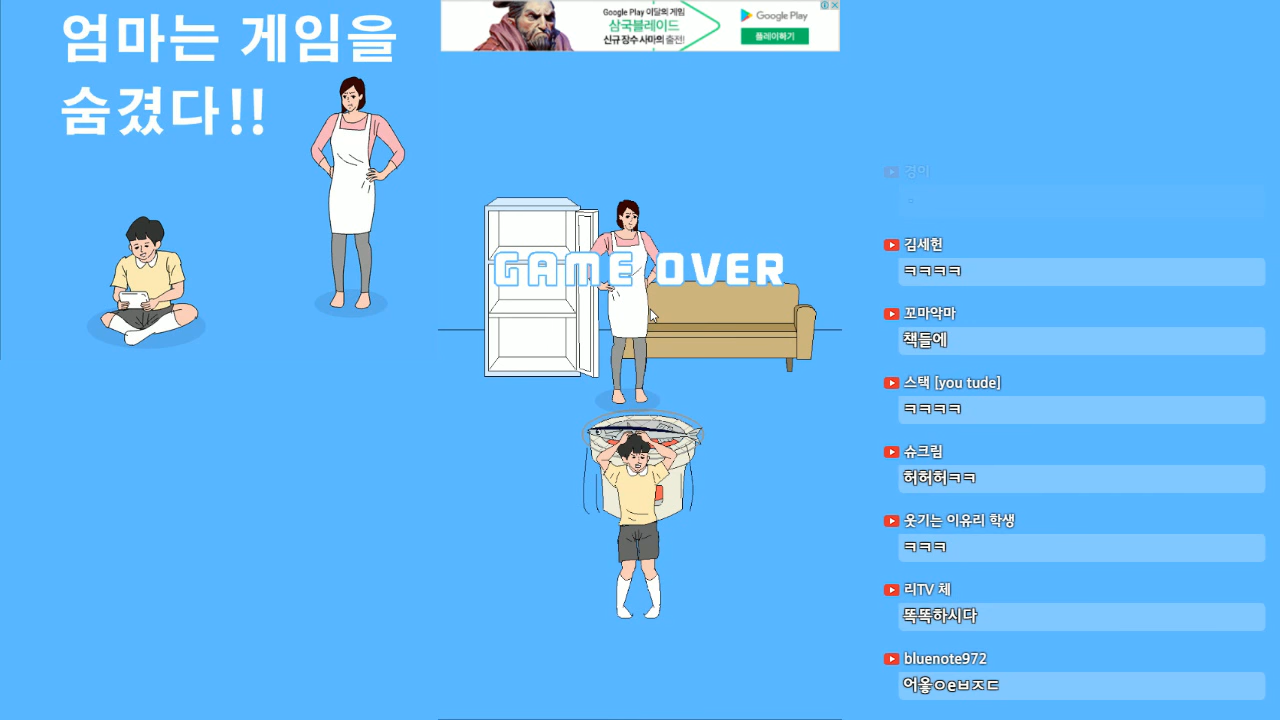 엄마는 게임을
숨겼다!!
Google Play 이달의 게임
삼국블레이드
신규 장수 사마의 출전!
Google Play
플레이하기
GAME OVER
경이
ㅇ
김세헌
ㅋㅋㅋㅋ
꼬마악마
책들에
스택 [you tude]
ㅋㅋㅋㅋ
슈크림
허허허ㅋㅋ
웃기는 이유리 학생
ㅋㅋㅋ
리TV 체
똑똑하시다
bluenote972
어옿ㅇeㅂㅈㄷ